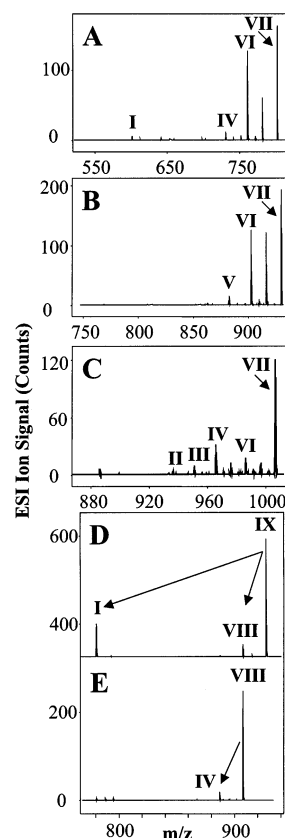 ESI Ion Signal (Counts)
A
VII
VI
100
I
IV
0
550
650
750
B
200
VII
VI
100
V
0
750
800
850
900
C
120
VII
60
IV
II
III
VI
0
880
920
960
1000
D
IX
600
I
VIII
400
E
VIII
200
IV
0
800
900
m/z